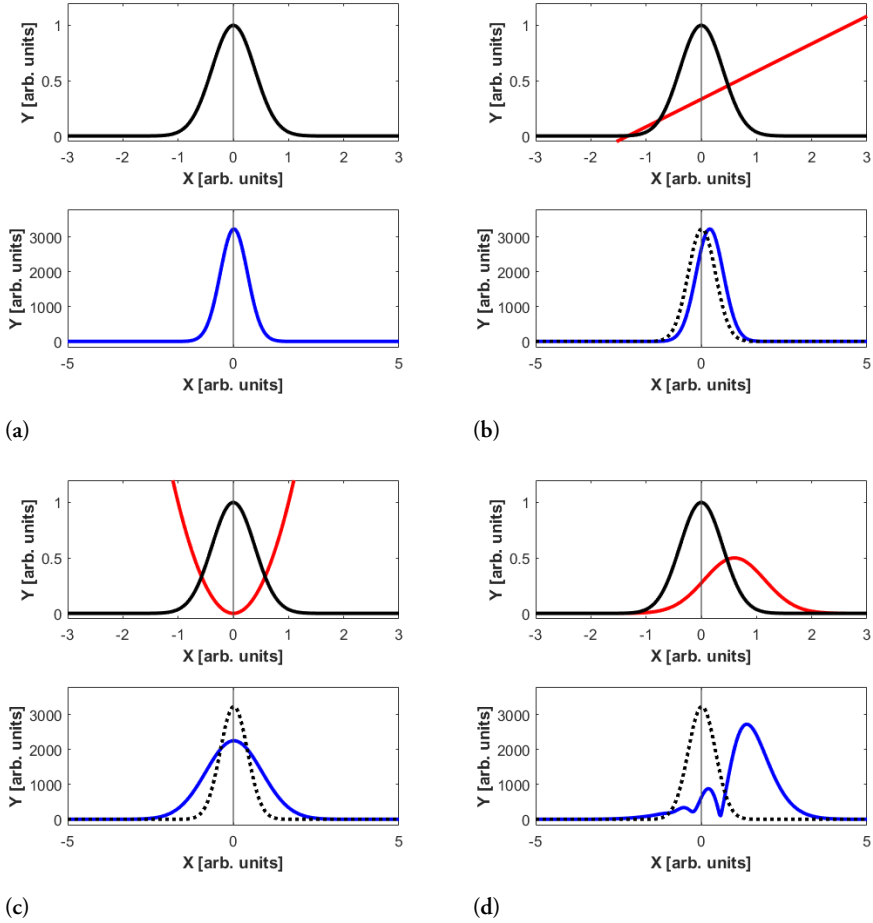 Y [arb. units]
1
0.5
0
-3 -2 -1 0 1 2 3
X [arb. units]
Y [arb. units]
3000
2000
1000
0
-5 0 5
X [arb. units]
(a)
Y [arb. units]
1
0.5
0
-3 -2 -1 0 1 2 3
X [arb. units]
Y [arb. units]
3000
2000
1000
0
-5 0 5
X [arb. units]
(b)
Y [arb. units]
1
0.5
0
-3 -2 -1 0 1 2 3
X [arb. units]
Y [arb. units]
3000
2000
1000
0
-5 0 5
X [arb. units]
(c)
Y [arb. units]
1
0.5
0
-3 -2 -1 0 1 2 3
X [arb. units]
Y [arb. units]
3000
2000
1000
0
-5 0 5
X [arb. units]
(d)